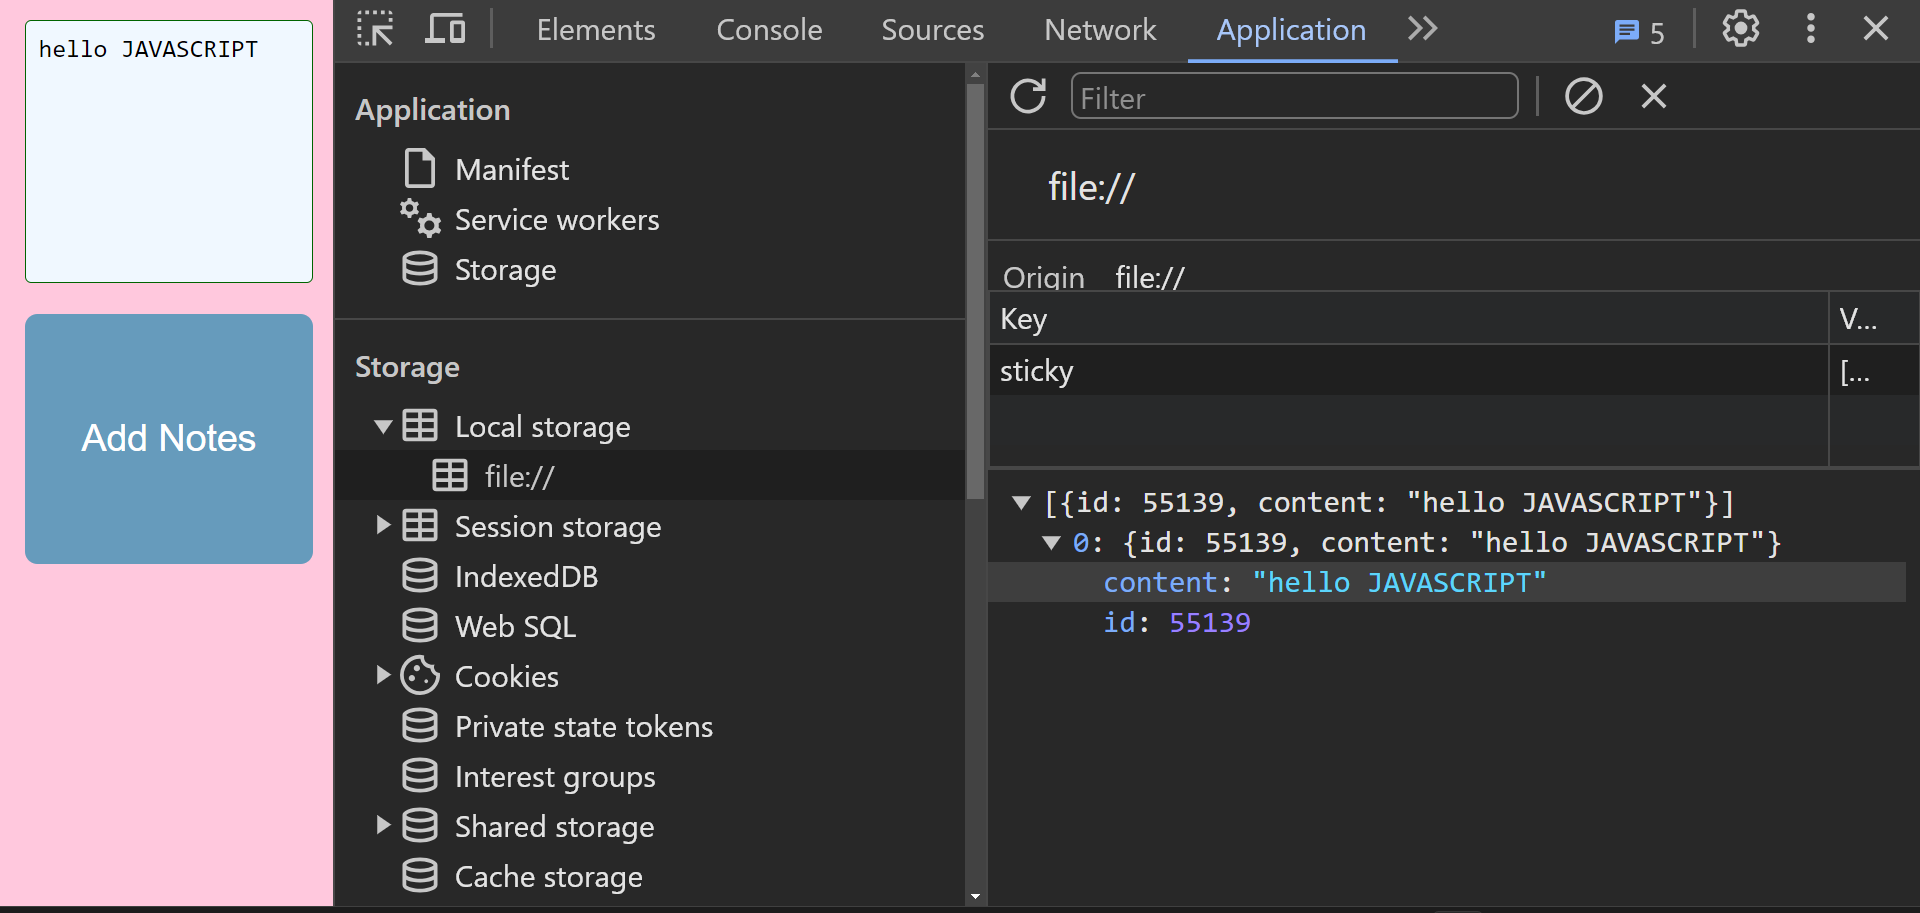 hello JAVASCRIPT
Add Notes
Elements Console Sources Network Application 5
Application
Manifest
Service workers
Storage
Storage
Local storage
file://
Session storage
IndexedDB
Web SQL
Cookies
Private state tokens
Interest groups
Shared storage
Cache storage
Filter
file://
Origin file://
Key V...
sticky [...
[{id: 55139, content: "hello JAVASCRIPT"}]
0: {id: 55139, content: "hello JAVASCRIPT"}
content: "hello JAVASCRIPT"
id: 55139